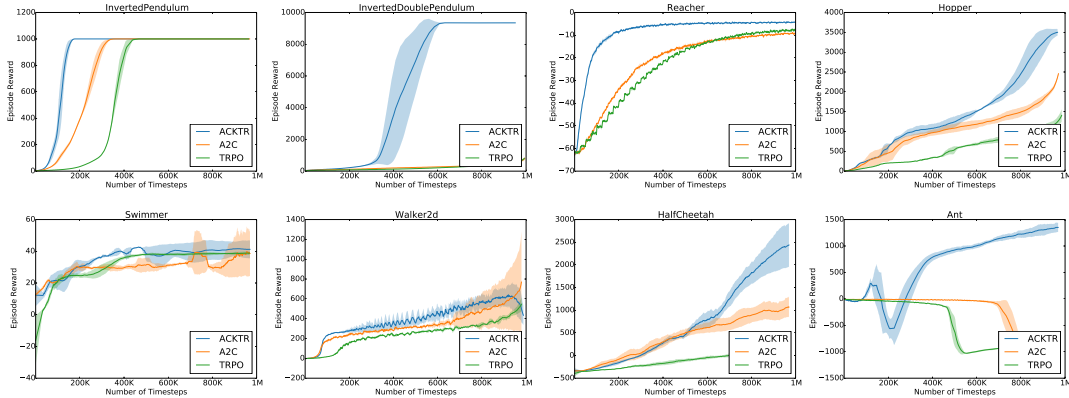 InvertedPendulum
1200
1000
800
600
400
200
0
Episode Reward
200K 400K 600K 800K 1M
Number of Timesteps
ACKTR
A2C
TRPO
InvertedDoublePendulum
10000
8000
6000
4000
2000
0
Episode Reward
200K 400K 600K 800K 1M
Number of Timesteps
ACKTR
A2C
TRPO
Reacher
0
−10
−20
−30
−40
−50
−60
−70
Episode Reward
200K 400K 600K 800K 1M
Number of Timesteps
ACKTR
A2C
TRPO
Hopper
4000
3500
3000
2500
2000
1500
1000
500
0
Episode Reward
200K 400K 600K 800K 1M
Number of Timesteps
ACKTR
A2C
TRPO
Swimmer
60
40
20
0
−20
−40
Episode Reward
200K 400K 600K 800K 1M
Number of Timesteps
ACKTR
A2C
TRPO
Walker2d
1400
1200
1000
800
600
400
200
0
−200
Episode Reward
200K 400K 600K 800K 1M
Number of Timesteps
ACKTR
A2C
TRPO
HalfCheetah
3000
2500
2000
1500
1000
500
0
−500
Episode Reward
200K 400K 600K 800K 1M
Number of Timesteps
ACKTR
A2C
TRPO
Ant
1500
1000
500
0
−500
−1000
−1500
Episode Reward
200K 400K 600K 800K 1M
Number of Timesteps
ACKTR
A2C
TRPO